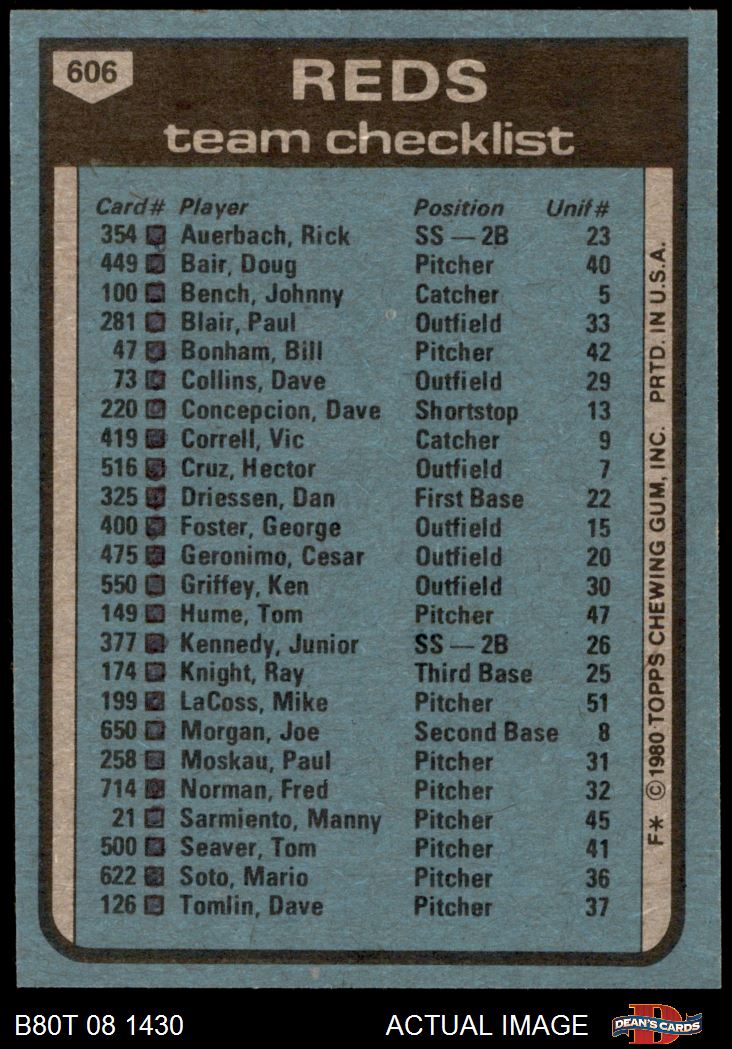 606
REDS
team checklist
Card# Player Position Unif#
354 Auerbach, Rick SS — 2B 23
449 Bair, Doug Pitcher 40
100 Bench, Johnny Catcher 5
281 Blair, Paul Outfield 33
47 Bonham, Bill Pitcher 42
73 Collins, Dave Outfield 29
220 Concepcion, Dave Shortstop 13
419 Correll, Vic Catcher 9
516 Cruz, Hector Outfield 7
325 Driessen, Dan First Base 22
400 Foster, George Outfield 15
475 Geronimo, Cesar Outfield 20
550 Griffey, Ken Outfield 30
149 Hume, Tom Pitcher 47
377 Kennedy, Junior SS — 2B 26
174 Knight, Ray Third Base 25
199 LaCoss, Mike Pitcher 51
650 Morgan, Joe Second Base 8
258 Moskau, Paul Pitcher 31
714 Norman, Fred Pitcher 32
21 Sarmiento, Manny Pitcher 45
500 Seaver, Tom Pitcher 41
622 Soto, Mario Pitcher 36
126 Tomlin, Dave Pitcher 37
F* © 1980 TOPPS CHEWING GUM, INC. PRTD. IN U.S.A.
B80T 08 1430 ACTUAL IMAGE
D
DEAN'S CARDS